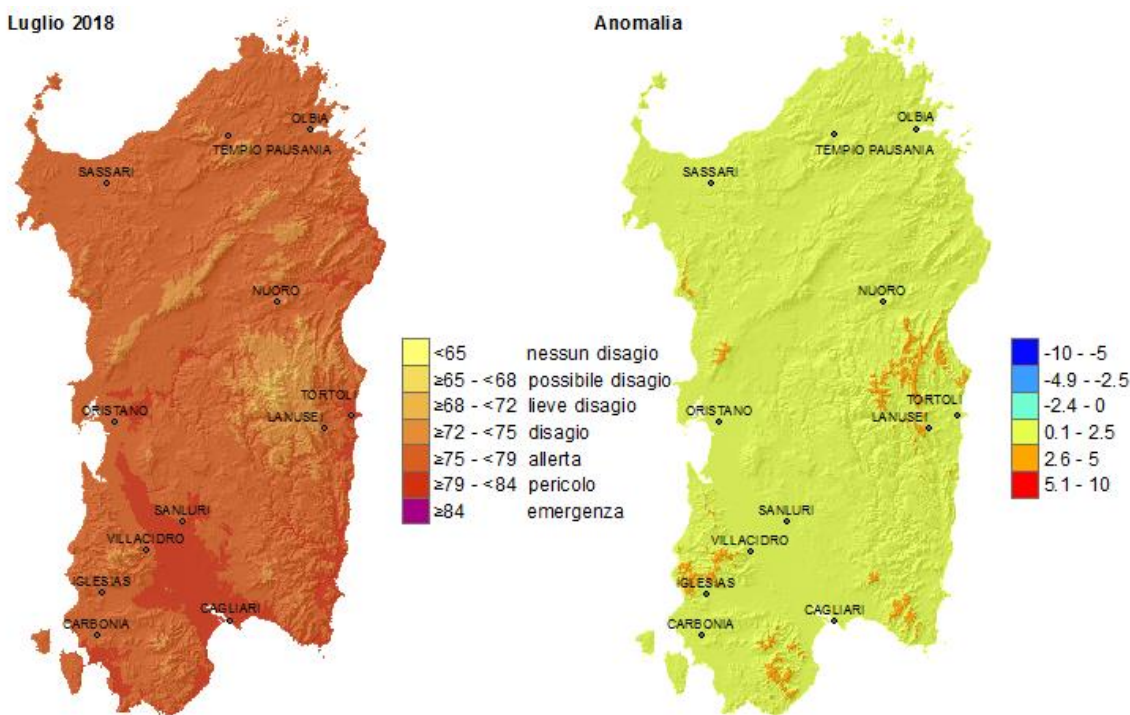 Luglio 2018
OLBIA
TEMPIO PAUSANIA
SASSARI
NUORO
TORTOLI
ORISTANO
LANUSEI
SANLURI
VILLACIDRO
IGLESIAS
CAGLIARI
CARBONIA
<65 nessun disagio
≥65 - <68 possibile disagio
≥68 - <72 lieve disagio
≥72 - <75 disagio
≥75 - <79 allerta
≥79 - <84 pericolo
≥84 emergenza
Anomalia
OLBIA
TEMPIO PAUSANIA
SASSARI
NUORO
TORTOLI
ORISTANO
LANUSEI
SANLURI
VILLACIDRO
IGLESIAS
CAGLIARI
CARBONIA
-10 - -5
-4.9 - -2.5
-2.4 - 0
0.1 - 2.5
2.6 - 5
5.1 - 10